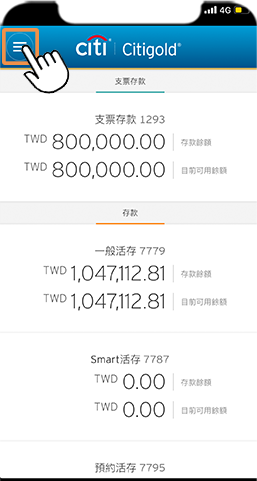 4G
citi | Citigold®
支票存款
支票存款 1293
TWD 800,000.00 存款餘額
TWD 800,000.00 目前可用餘額
存款
一般活存 7779
TWD 1,047,112.81 存款餘額
TWD 1,047,112.81 目前可用餘額
Smart活存 7787
TWD 0.00 存款餘額
TWD 0.00 目前可用餘額
預約活存 7795